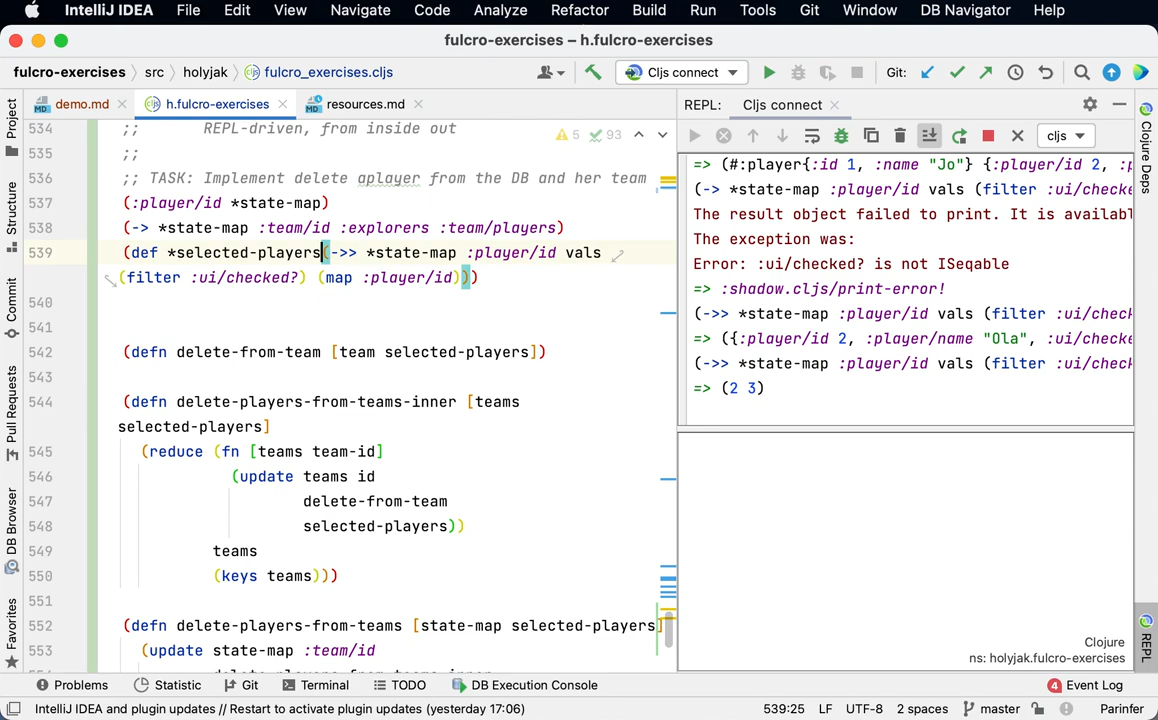 IntelliJ IDEA File Edit View Navigate Code Analyze Refactor Build Run Tools Git Window DB Navigator Help
fulcro-exercises – h.fulcro-exercises
fulcro-exercises src holyjak fulcro_exercises.cljs Cljs connect Git:
demo.md h.fulcro-exercises resources.md
REPL: Cljs connect
cljs
Project
Structure
Commit
Pull Requests
DB Browser
Favorites
534 ;; REPL-driven, from inside out
535 ;;
536 ;; TASK: Implement delete aplayer from the DB and her team
537 (:player/id *state-map)
538 (-> *state-map :team/id :explorers :team/players)
539 (def *selected-players(->> *state-map :player/id vals
(filter :ui/checked?) (map :player/id)))
540
541
542 (defn delete-from-team [team selected-players])
543
544 (defn delete-players-from-teams-inner [teams
selected-players]
545 (reduce (fn [teams team-id]
546 (update teams id
547 delete-from-team
548 selected-players))
549 teams
550 (keys teams)))
551
552 (defn delete-players-from-teams [state-map selected-players]
553 (update state-map :team/id
5 93
=> (#:player{:id 1, :name "Jo"} {:player/id 2, :p
(-> *state-map :player/id vals (filter :ui/checke
The result object failed to print. It is availabl
The exception was:
Error: :ui/checked? is not ISeqable
=> :shadow.cljs/print-error!
(->> *state-map :player/id vals (filter :ui/check
=> ({:player/id 2, :player/name "Ola", :ui/checke
(->> *state-map :player/id vals (filter :ui/check
=> (2 3)
Clojure
ns: holyjak.fulcro-exercises
Clojure Deps
REPL
Problems Statistic Git Terminal TODO DB Execution Console 4 Event Log
IntelliJ IDEA and plugin updates // Restart to activate plugin updates (yesterday 17:06) 539:25 LF UTF-8 2 spaces master Parinfer